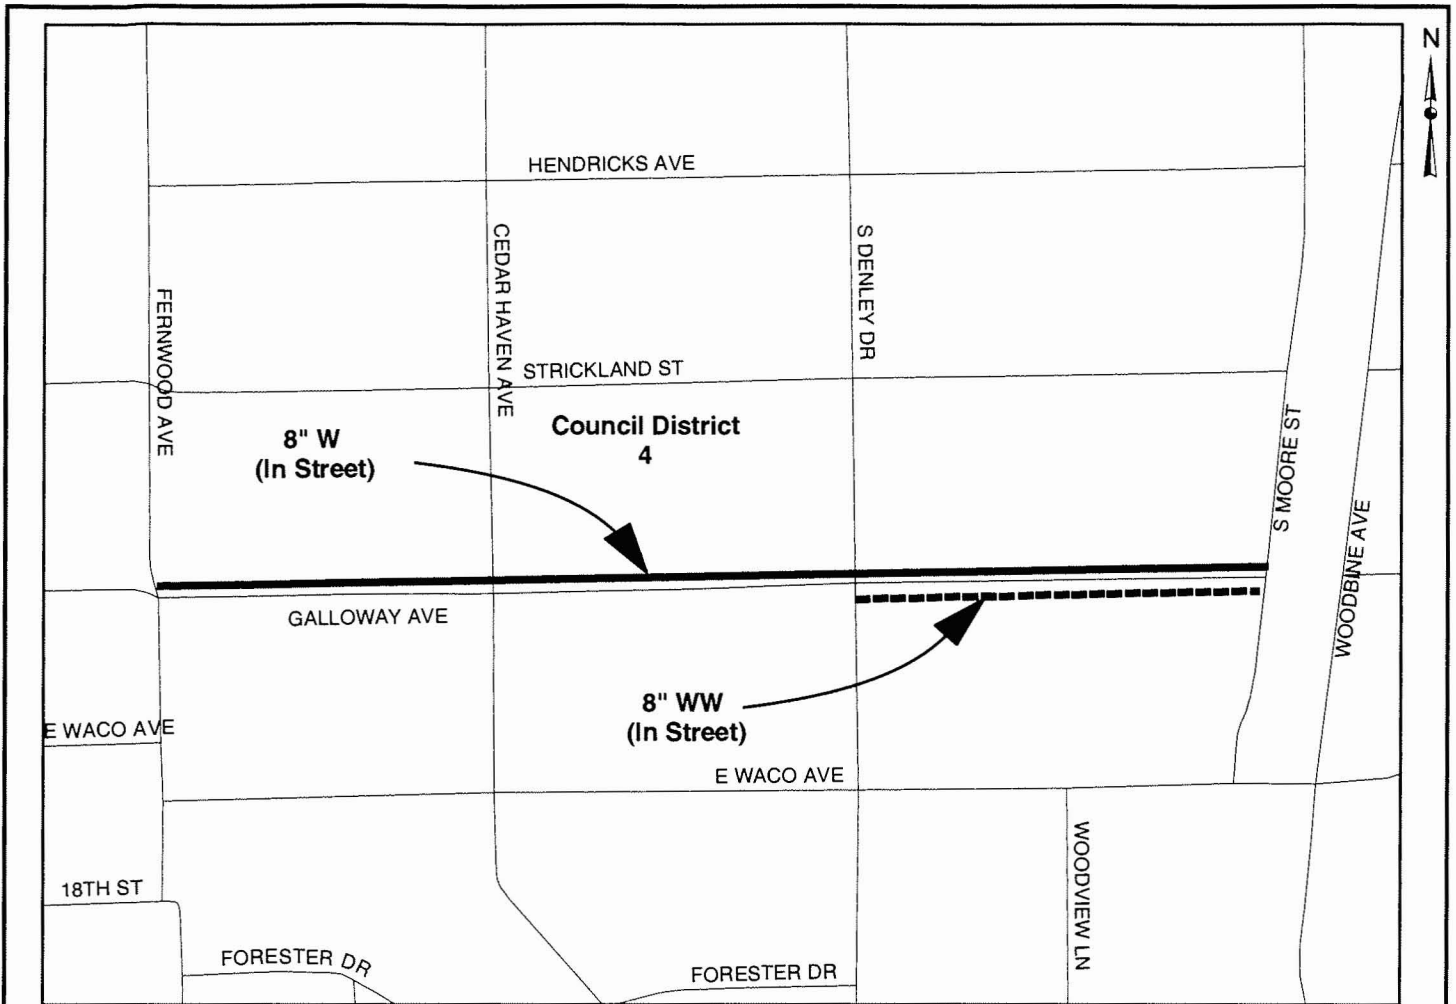 N
HENDRICKS AVE
CEDAR HAVEN AVE
S DENLEY DR
FERNWOOD AVE
STRICKLAND ST
S MOORE ST
Council District
4
8" W
(In Street)
WOODBINE AVE
GALLOWAY AVE
8" WW
(In Street)
E WACO AVE
E WACO AVE
WOODVIEW LN
18TH ST
FORESTER DR
FORESTER DR